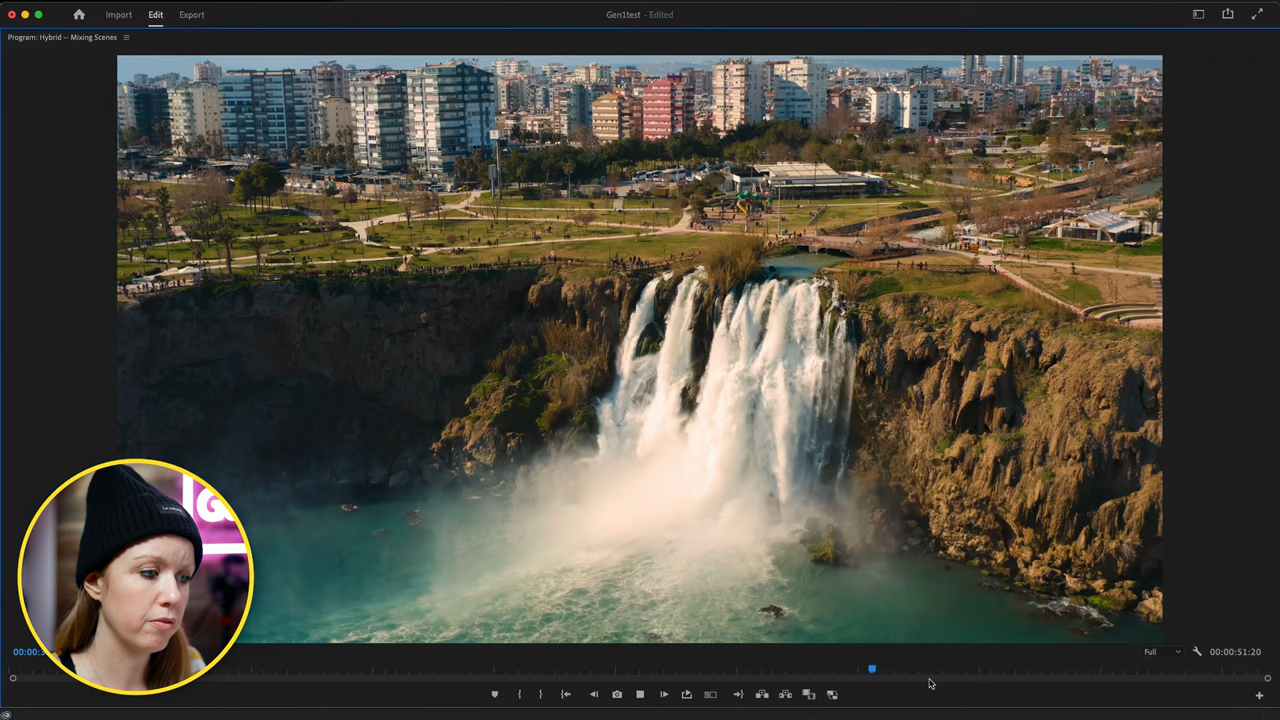 Import Edit Export
Gen1test - Edited
Program: Hybrid -- Mixing Scenes
Full
00:00:51:20